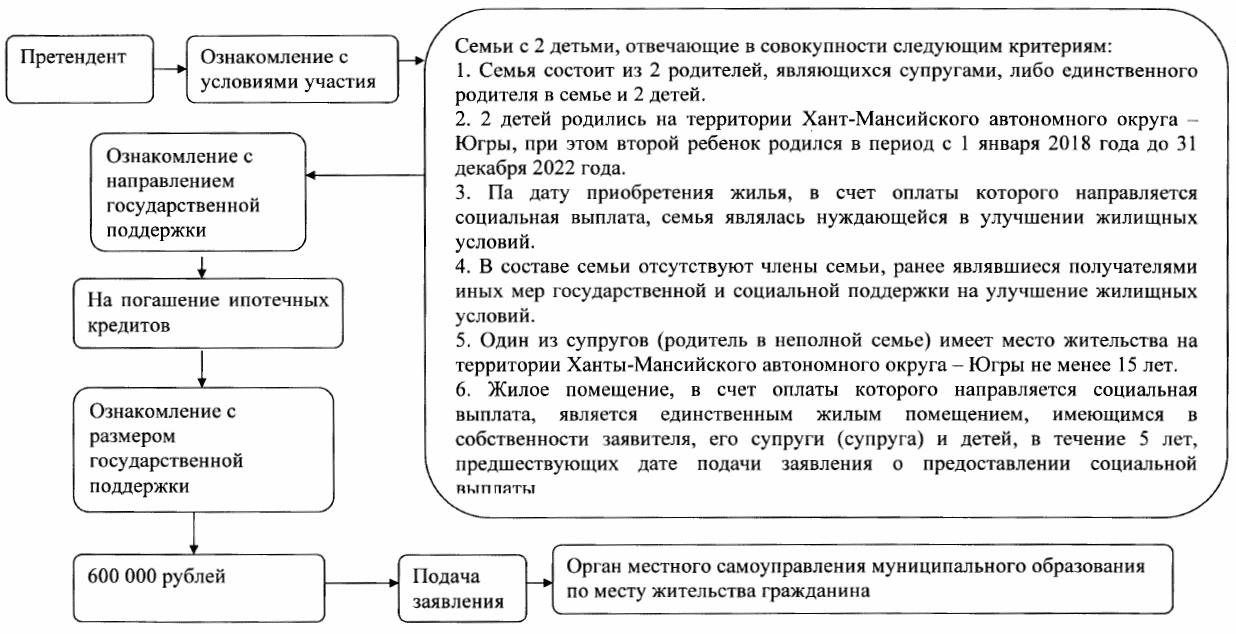 Претендент
Ознакомление с
условиями участия
Семьи с 2 детьми, отвечающие в совокупности следующим критериям:
1. Семья состоит из 2 родителей, являющихся супругами, либо единственного
родителя в семье и 2 детей.
2. 2 детей родились на территории Хант-Мансийского автономного округа –
Югры, при этом второй ребенок родился в период с 1 января 2018 года до 31
декабря 2022 года.
3. Па дату приобретения жилья, в счет оплаты которого направляется
социальная выплата, семья являлась нуждающейся в улучшении жилищных
условий.
4. В составе семьи отсутствуют члены семьи, ранее являвшиеся получателями
иных мер государственной и социальной поддержки на улучшение жилищных
условий.
5. Один из супругов (родитель в неполной семье) имеет место жительства на
территории Ханты-Мансийского автономного округа – Югры не менее 15 лет.
6. Жилое помещение, в счет оплаты которого направляется социальная
выплата, является единственным жилым помещением, имеющимся в
собственности заявителя, его супруги (супруга) и детей, в течение 5 лет,
предшествующих дате подачи заявления о предоставлении социальной
выплаты
Ознакомление с
направлением
государственной
поддержки
На погашение ипотечных
кредитов
Ознакомление с
размером
государственной
поддержки
600 000 рублей
Подача
заявления
Орган местного самоуправления муниципального образования
по месту жительства гражданина